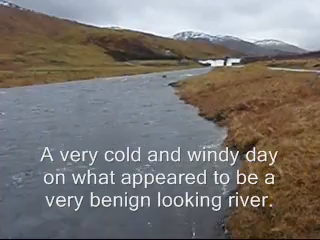 A very cold and windy day
on what appeared to be a
very benign looking river.